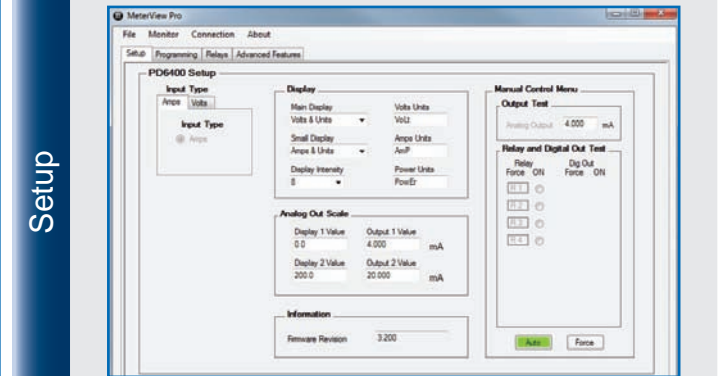 Setup
MeterView Pro
File Monitor Connection About
Setup Programming Relays Advanced Features
PD6400 Setup
Input Type
Amps Volts
Input Type
Amps
Display
Main Display Volts Units
Volts & Units VoLt
Small Display Amps Units
Amps & Units AmP
Display Intensity Power Units
8 PowEr
Analog Out Scale
Display 1 Value Output 1 Value
0.0 4.000 mA
Display 2 Value Output 2 Value
200.0 20.000 mA
Information
Firmware Revision 3.200
Manual Control Menu
Output Test
Analog Output 4.000 mA
Relay and Digital Out Test
Relay Dig Out
Force ON Force ON
R 1
R 2
R 3
R 4
Auto Force